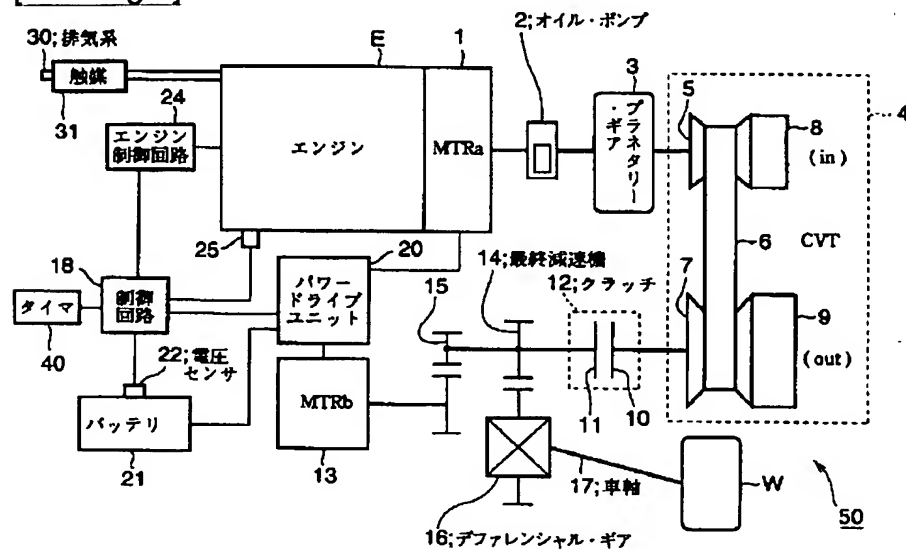 30;排気系
触媒
31
24
エンジン
制御回路
E
エンジン
1
MTRa
2;オイル・ポンプ
3
プラネタリー
・ギア
4
5
8
(in)
6
CVT
7
9
(out)
25
20
パワー
ドライブ
ユニット
18
制御
回路
タイマ
40
22;電圧
センサ
バッテリ
21
MTRb
13
15
14;最終減速機
12;クラッチ
11
10
16;デファレンシャル・ギア
17;車軸
W
50